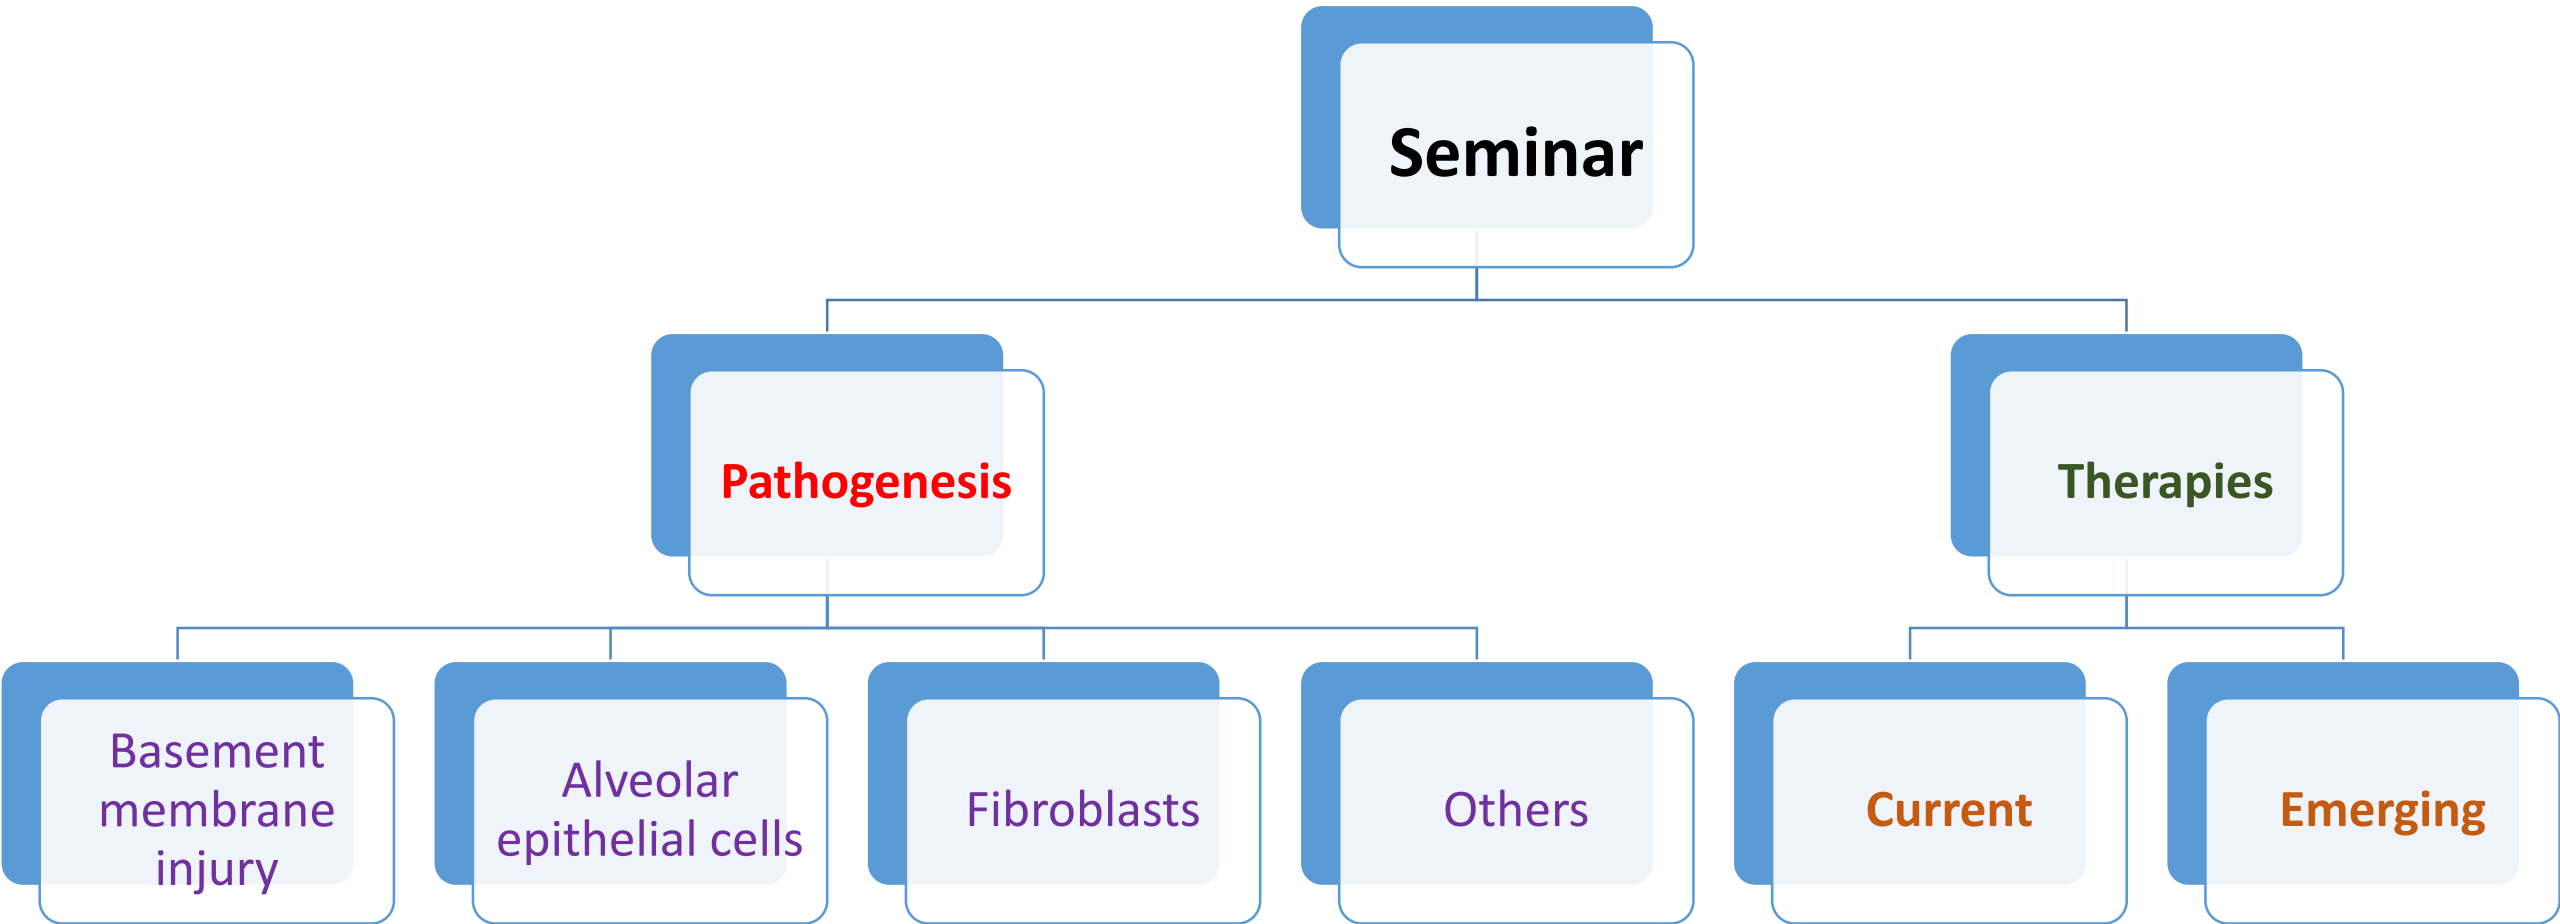 Seminar
Pathogenesis
Therapies
Basement
membrane
injury
Alveolar
epithelial cells
Fibroblasts
Others
Current
Emerging